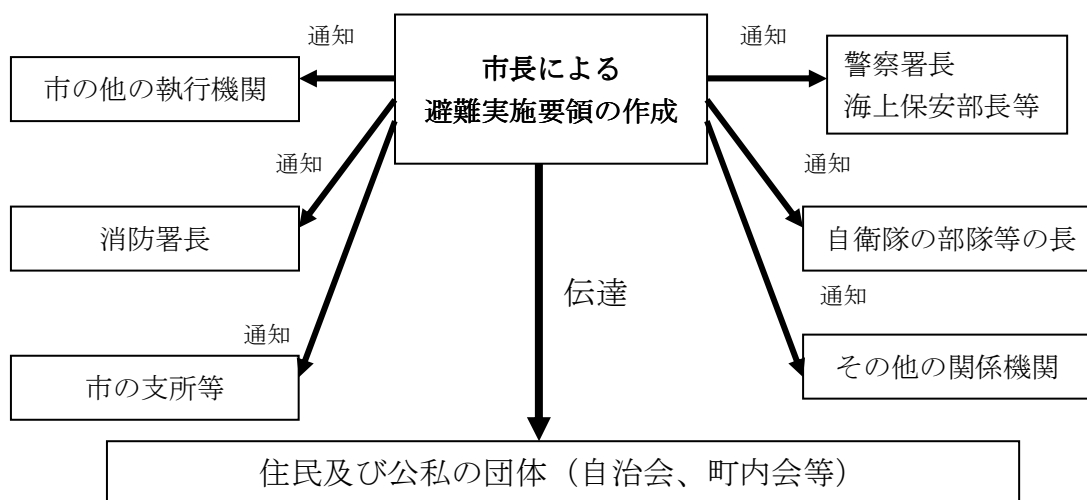 通知
市長による
避難実施要領の作成
通知
市の他の執行機関
警察署長
海上保安部長等
通知
通知
消防署長
自衛隊の部隊等の長
伝達
通知
通知
市の支所等
その他の関係機関
住民及び公私の団体(自治会、町内会等)